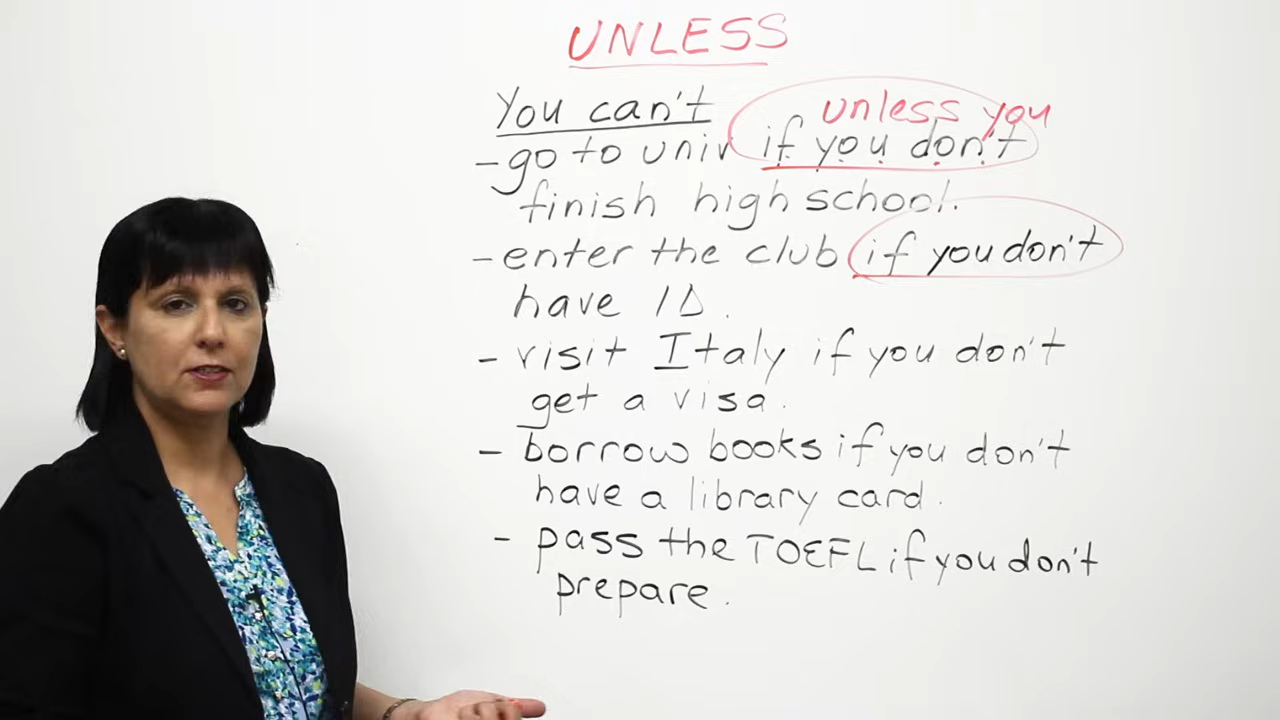 UNLESS
You can't
unless you
- go to univ if you don't
finish high school.
- enter the club if you don't
have ID.
- visit Italy if you don't
get a visa.
- borrow books if you don't
have a library card.
- pass the TOEFL if you don't
prepare.